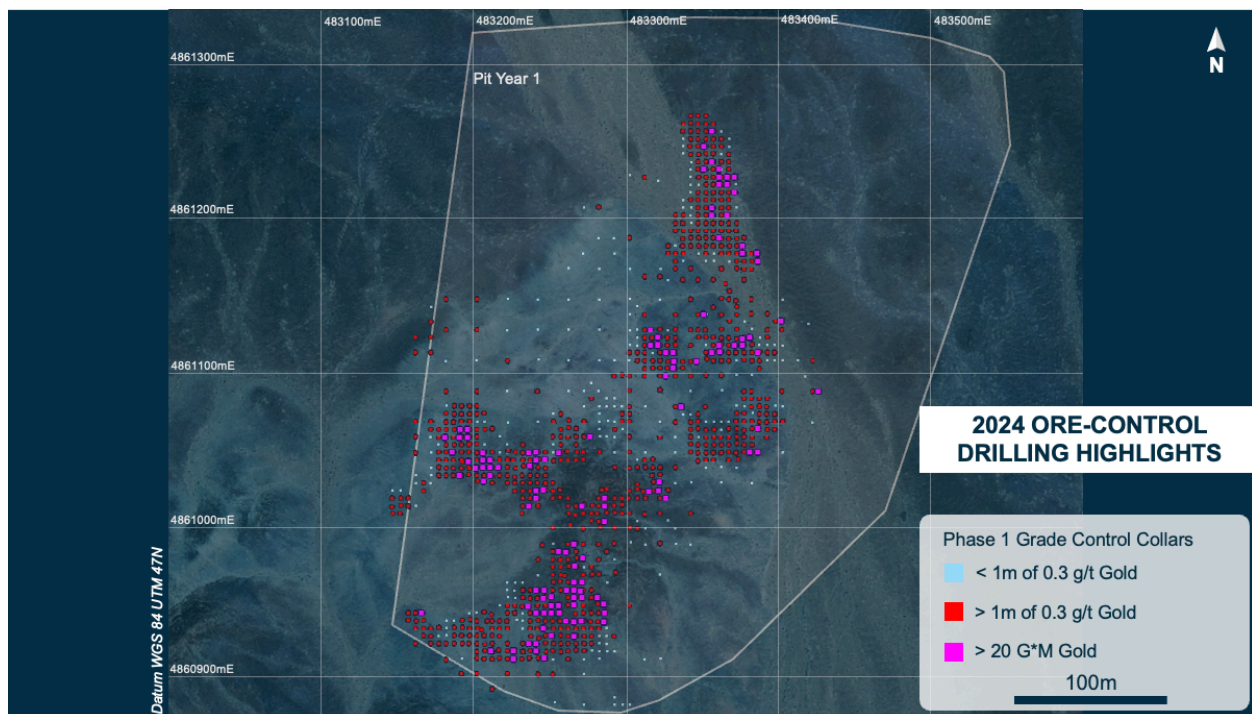 483100mE
483200mE
483300mE
483400mE
483500mE
N
4861300mE
Pit Year 1
4861200mE
4861100mE
4861000mE
4860900mE
Datum WGS 84 UTM 47N
2024 ORE-CONTROL
DRILLING HIGHLIGHTS
Phase 1 Grade Control Collars
< 1m of 0.3 g/t Gold
> 1m of 0.3 g/t Gold
> 20 G*M Gold
100m